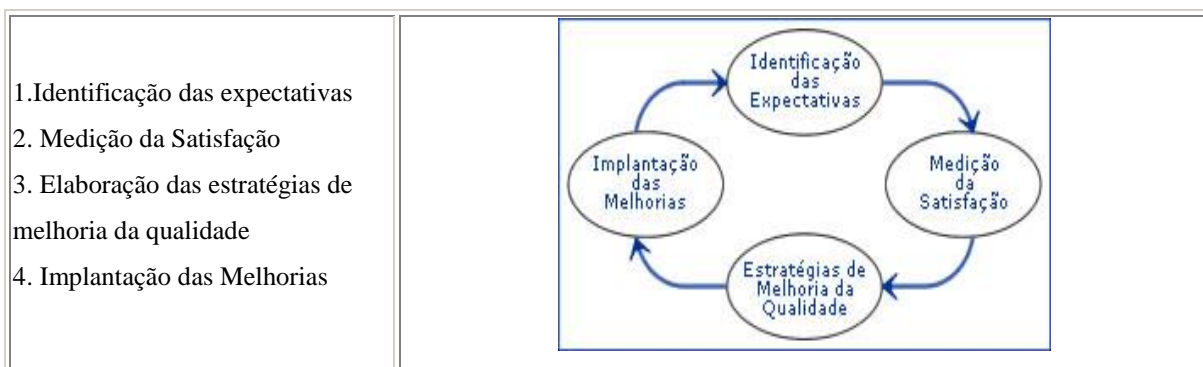 1.Identificação das expectativas
2. Medição da Satisfação
3. Elaboração das estratégias de
melhoria da qualidade
4. Implantação das Melhorias
Identificação
das
Expectativas
Medição
da
Satisfação
Estratégias de
Melhoria da
Qualidade
Implantação
das
Melhorias